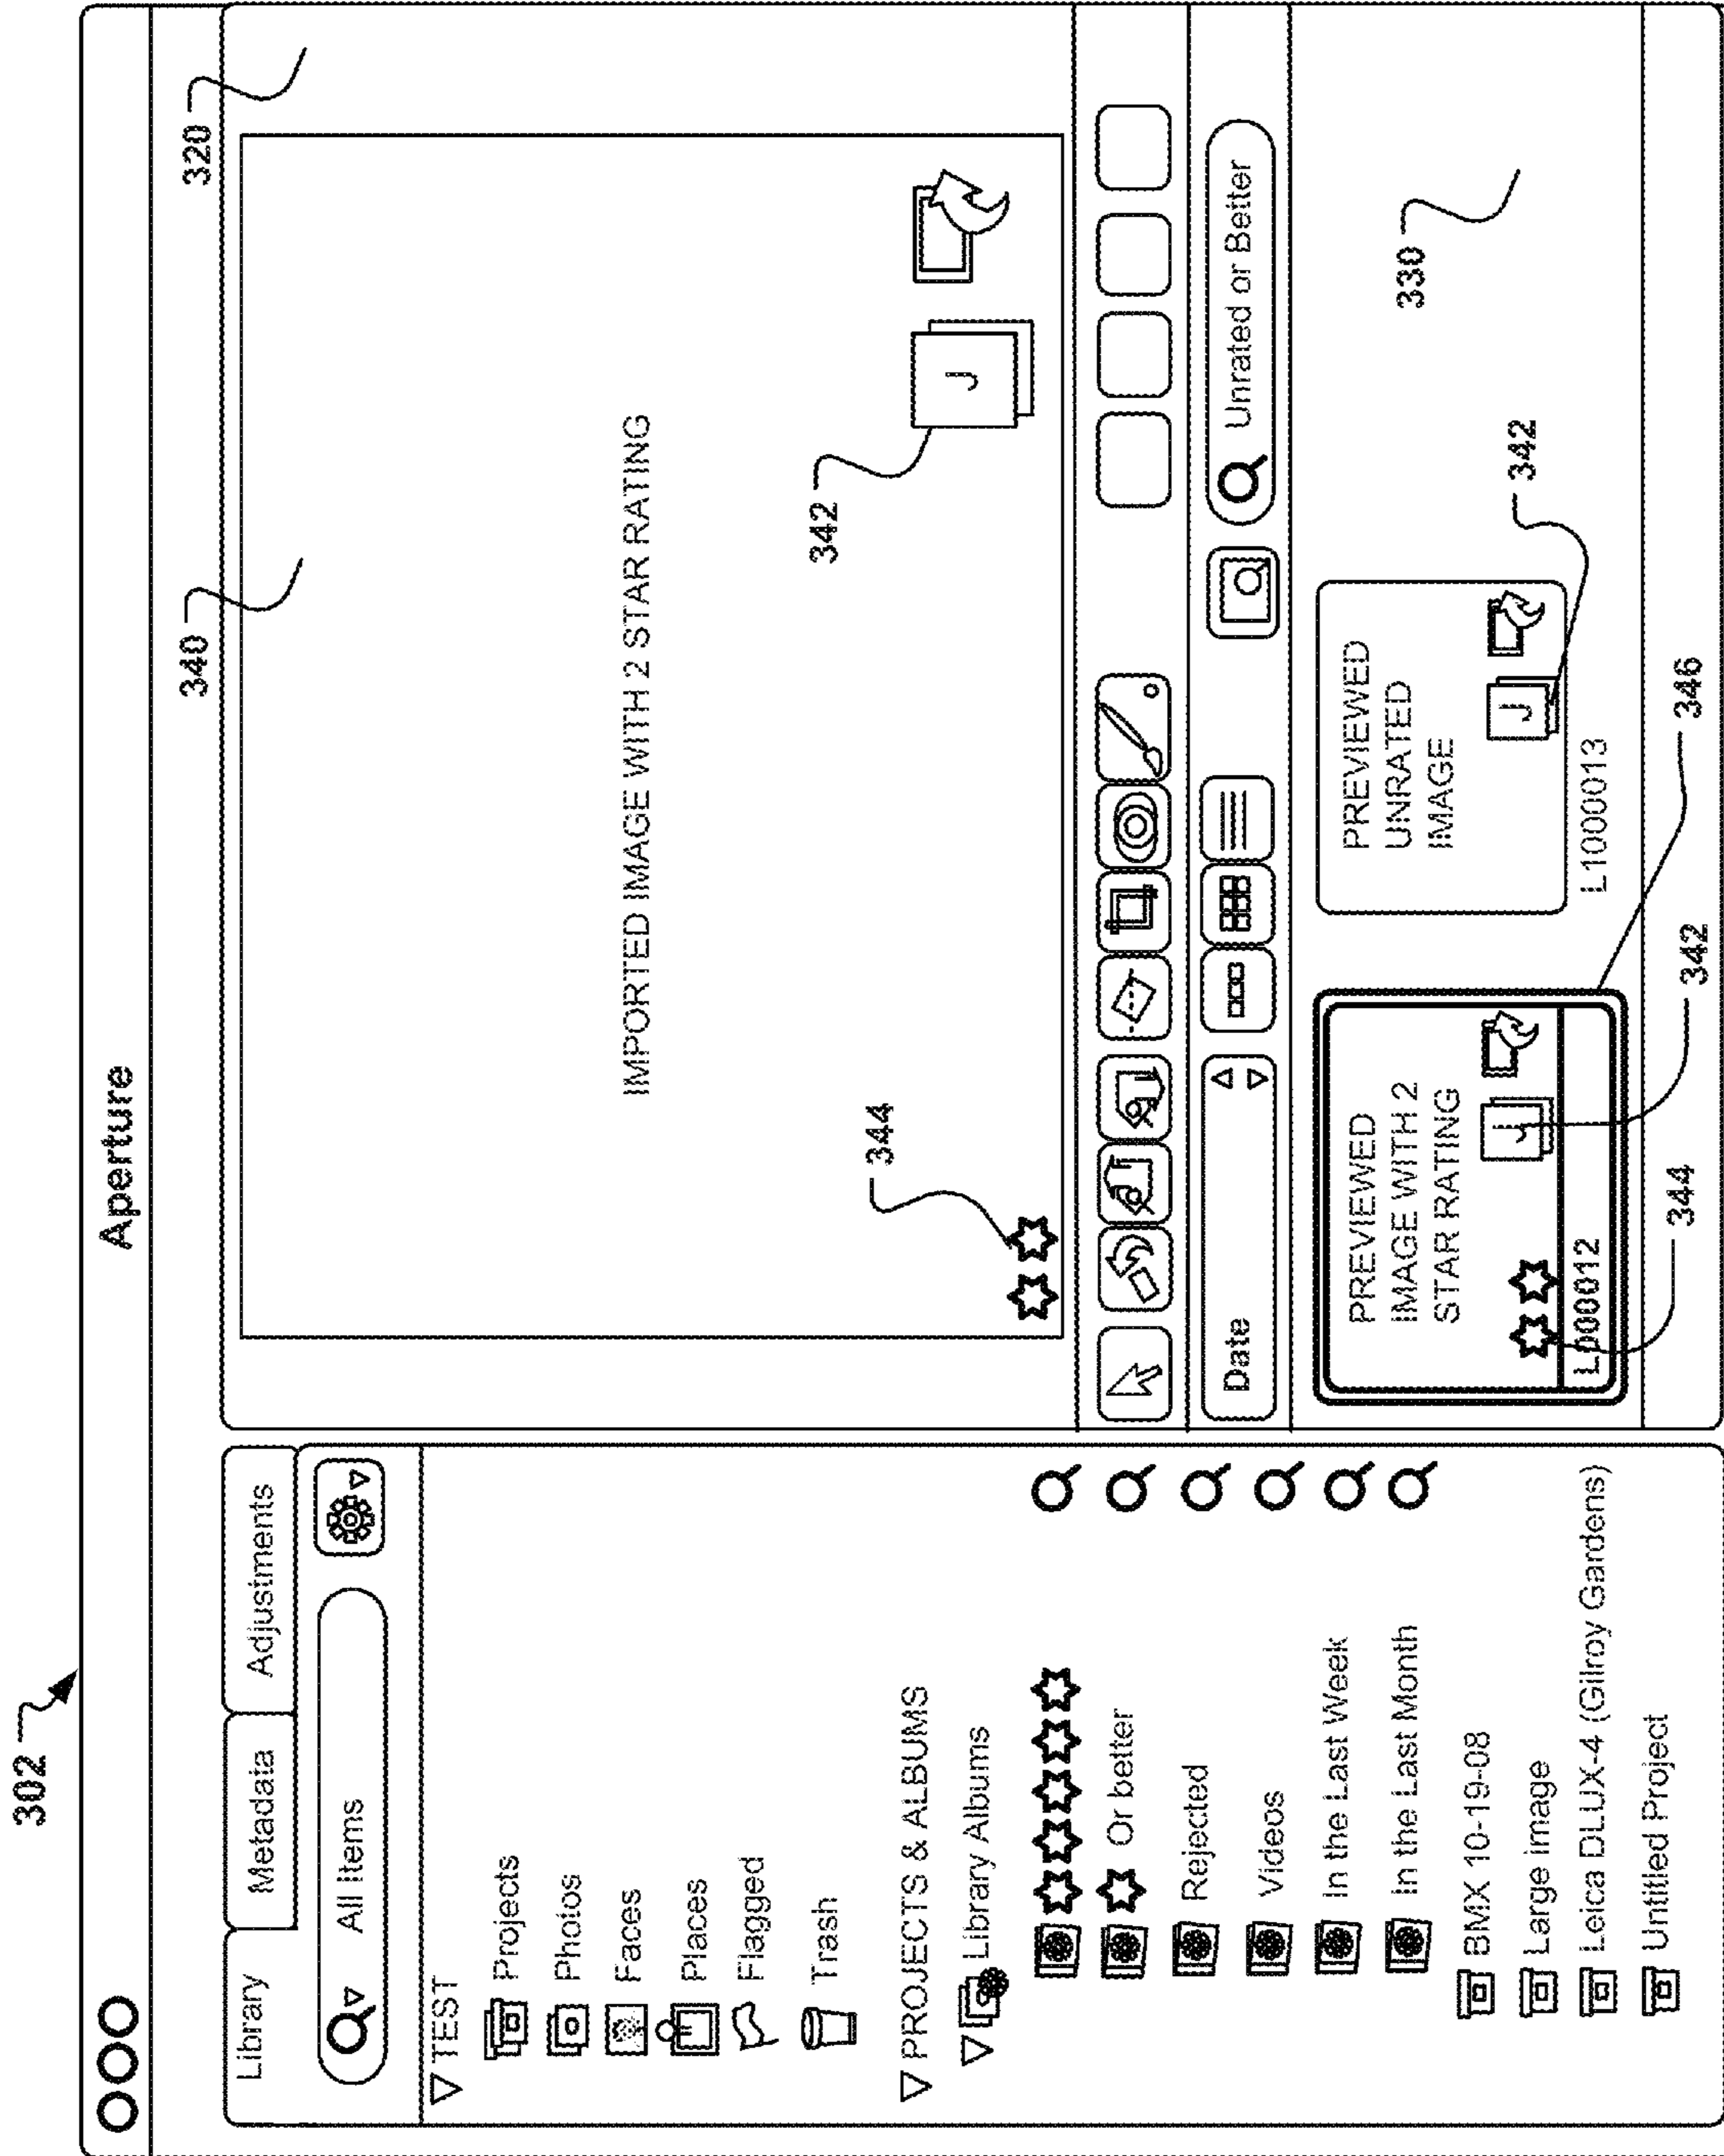 302
Aperture
Library
Metadata
Adjustments
All Items
TEST
Projects
Photos
Faces
Places
Flagged
Trash
PROJECTS & ALBUMS
Library Albums
Or better
Rejected
Videos
In the Last Week
In the Last Month
BMX 10-19-08
Large image
Leica DLUX-4 (Gilroy Gardens)
Untitled Project
340
320
IMPORTED IMAGE WITH 2 STAR RATING
344
342
J
Date
Unrated or Better
PREVIEWED
IMAGE WITH 2
STAR RATING
J
L000012
PREVIEWED
UNRATED
IMAGE
J
L1000013
330
342
344
342
346